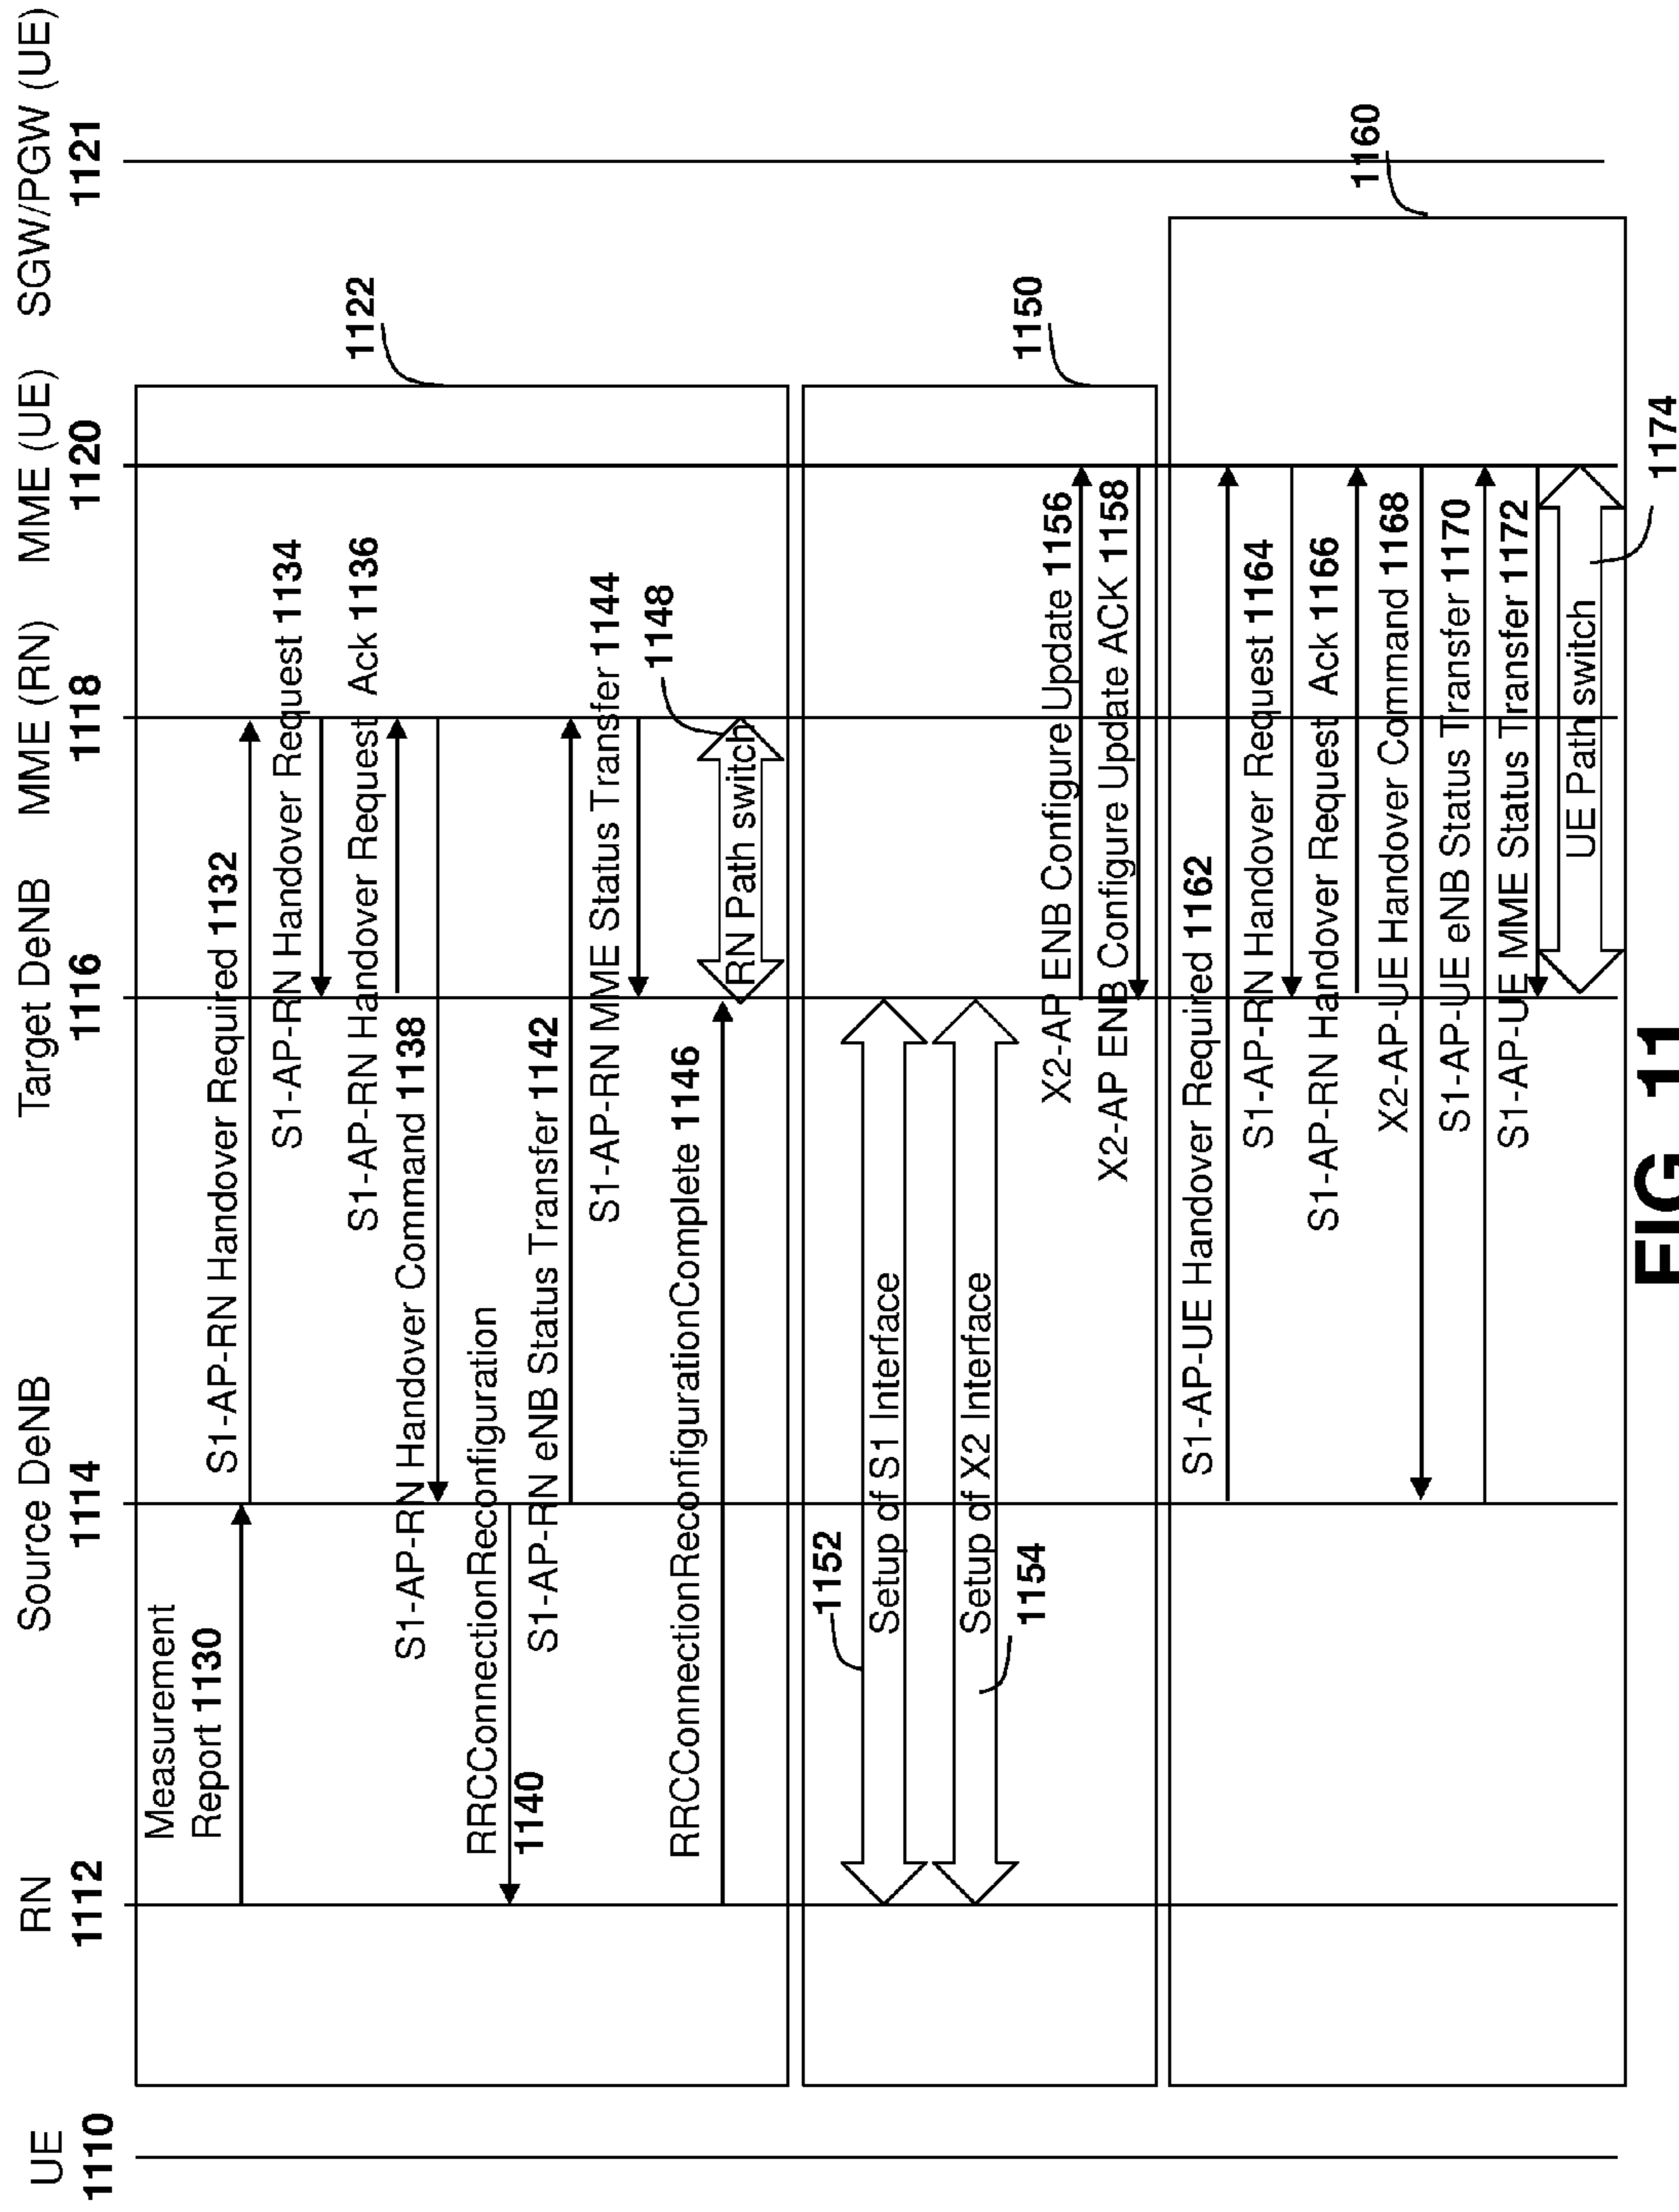 UE
1110
RN
1112
Source DeNB
1114
Target DeNB
1116
MME (RN)
1118
MME (UE)
1120
SGW/PGW (UE)
1121
1122
Measurement
Report 1130
S1-AP-RN Handover Required 1132
S1-AP-RN Handover Request 1134
S1-AP-RN Handover Request Ack 1136
S1-AP-RN Handover Command 1138
RRCConnectionReconfiguration
1140
S1-AP-RN eNB Status Transfer 1142
S1-AP-RN MME Status Transfer 1144
RRCConnectionReconfigurationComplete 1146
1148
RN Path switch
1150
1152
Setup of S1 Interface
Setup of X2 Interface
1154
X2-AP ENB Configure Update 1156
X2-AP ENB Configure Update ACK 1158
1160
S1-AP-UE Handover Required 1162
S1-AP-RN Handover Request 1164
S1-AP-RN Handover Request Ack 1166
X2-AP-UE Handover Command 1168
S1-AP-UE eNB Status Transfer 1170
S1-AP-UE MME Status Transfer 1172
UE Path switch
1174
FIG 11